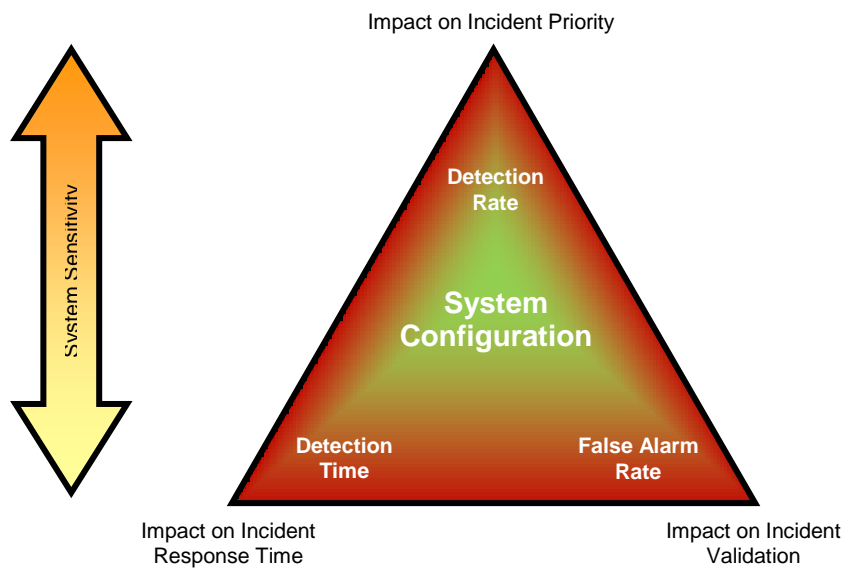 Impact on Incident Priority
System Sensitivity
Detection
Rate
System
Configuration
Detection
Time
False Alarm
Rate
Impact on Incident
Response Time
Impact on Incident
Validation